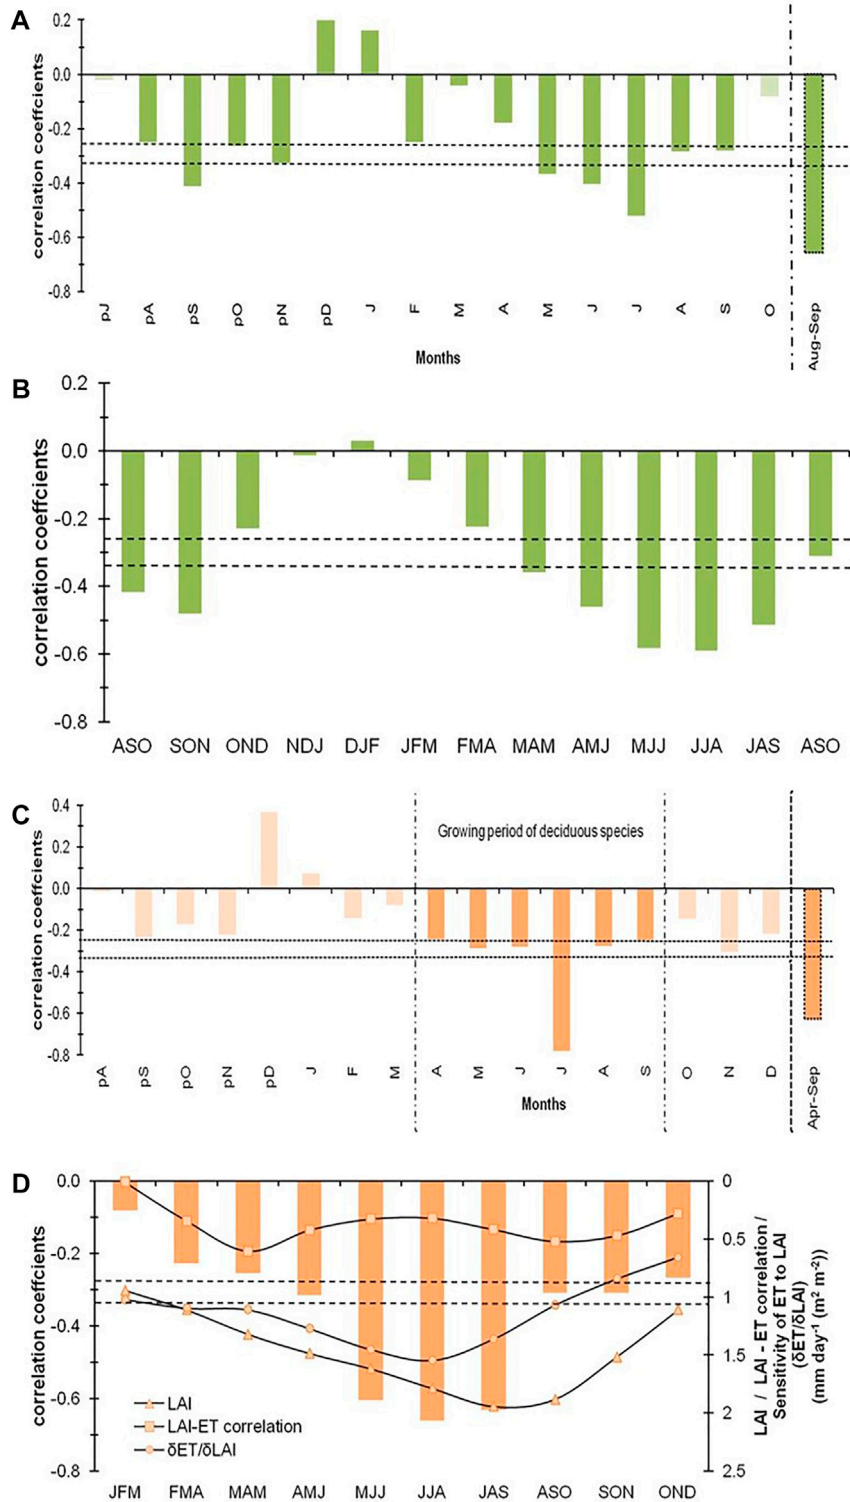 A
0.2
0.0
-0.2
-0.4
-0.6
-0.8
correlation coeffcients
pJ pA pS pO pN pD J F M A M J J A S O Aug-Sep
Months
B
0.2
0.0
-0.2
-0.4
-0.6
-0.8
correlation coeffcients
ASO SON OND NDJ DJF JFM FMA MAM AMJ MJJ JJA JAS ASO
C
0.4
0.2
0.0
-0.2
-0.4
-0.6
-0.8
correlation coeffcients
Growing period of deciduous species
pA pS pO pN pD J F M A M J J A S O N D Apr-Sep
Months
D
0.0
-0.2
-0.4
-0.6
-0.8
correlation coeffcients
0
0.5
1
1.5
2
2.5
LAI / LAI - ET correlation /
Sensitivity of ET to LAI
(δET/δLAI)
(mm day⁻¹ (m² m⁻²))
LAI
LAI-ET correlation
δET/δLAI
JFM FMA MAM AMJ MJJ JJA JAS ASO SON OND